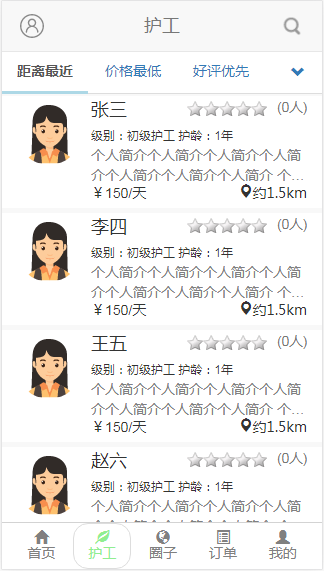 护工
距离最近 价格最低 好评优先
张三 (0人)
级别：初级护工 护龄：1年
个人简介个人简介个人简介个人简
介个人简介个人简介个人简介 个…
￥150/天 约1.5km
李四 (0人)
级别：初级护工 护龄：1年
个人简介个人简介个人简介个人简
介个人简介个人简介个人简介 个…
￥150/天 约1.5km
王五 (0人)
级别：初级护工 护龄：1年
个人简介个人简介个人简介个人简
介个人简介个人简介个人简介 个…
￥150/天 约1.5km
赵六 (0人)
级别：初级护工 护龄：1年
个人简介个人简介个人简介个人简
首页 护工 圈子 订单 我的